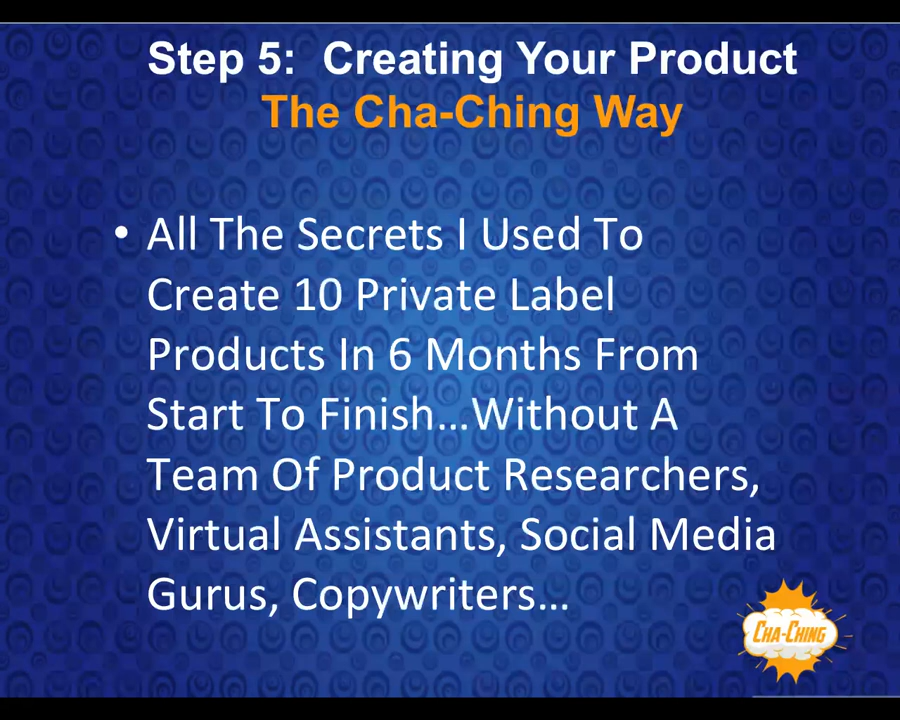 Step 5: Creating Your Product
The Cha-Ching Way
• All The Secrets I Used To
Create 10 Private Label
Products In 6 Months From
Start To Finish...Without A
Team Of Product Researchers,
Virtual Assistants, Social Media
Gurus, Copywriters...
CHA-CHING